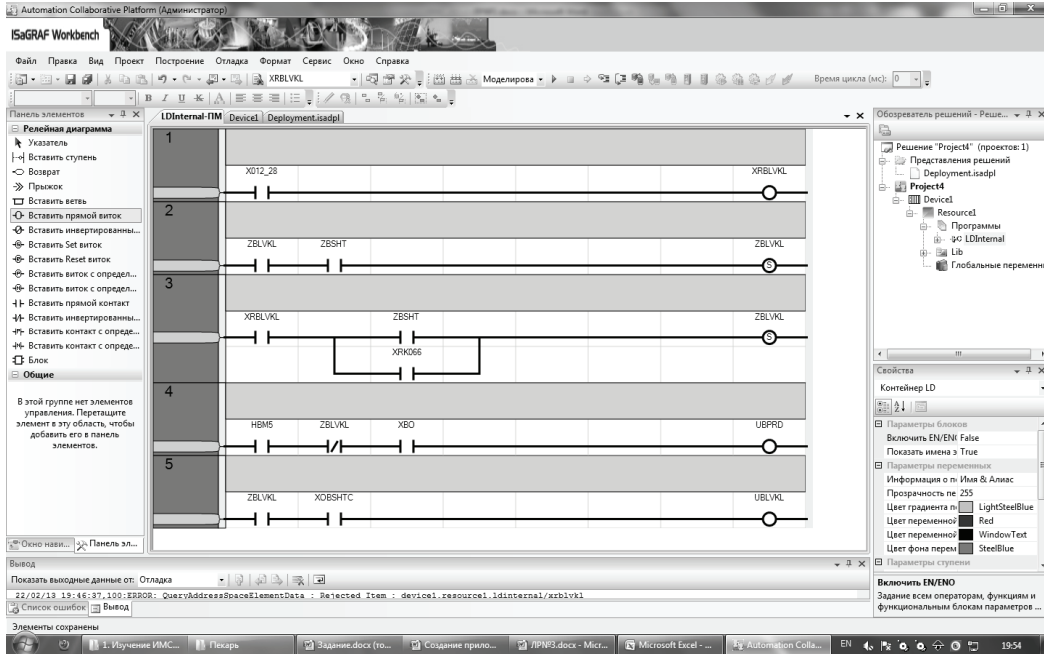 Automation Collaborative Platform (Администратор)
ISaGRAF Workbench
Файл Правка Вид Проект Построение Отладка Формат Сервис Окно Справка
XRBLVKL Моделирова Время цикла (мс): 0
Панель элементов
Релейная диаграмма
Указатель
Вставить ступень
Возврат
Прыжок
Вставить ветвь
Вставить прямой виток
Вставить инвертированны...
Вставить Set виток
Вставить Reset виток
Вставить виток с определ...
Вставить виток с определ...
Вставить прямой контакт
Вставить инвертированны...
Вставить контакт с опреде...
Вставить контакт с опреде...
Блок
Общие
В этой группе нет элементов
управления. Перетащите
элемент в эту область, чтобы
добавить его в панель
элементов.
Окно нави... Панель эл...
LDInternal-ПМ Device1 Deployment.isadpl
1
X012_28 XRBLVKL
2
ZBLVKL ZBSHT ZBLVKL
S
3
XRBLVKL ZBSHT ZBLVKL
S
XRK066
4
HBM5 ZBLVKL XBO UBPRD
5
ZBLVKL XOBSHTC UBLVKL
Обозреватель решений - Реше...
Решение "Project4" (проектов: 1)
Представления решений
Deployment.isadpl
Project4
Device1
Resource1
Программы
LDInternal
Lib
Глобальные переменн
Свойства
Контейнер LD
Параметры блоков
Включить EN/EN False
Показать имена э True
Параметры переменных
Информация о п Имя & Алиас
Прозрачность пе 255
Цвет градиента п LightSteelBlue
Цвет переменной Red
Цвет переменной WindowText
Цвет фона перем SteelBlue
Параметры ступени
Включить EN/ENO
Задание всем операторам, функциям и
функциональным блокам параметров ...
Вывод
Показать выходные данные от: Отладка
22/02/13 19:46:37,100:ERROR: QueryAddressSpaceElementData : Rejected Item : device1.resource1.ldinternal/xrblvkl
Список ошибок Вывод
Элементы сохранены
1. Изучение ИМС... Пекарь Задание.docx (то... Создание прило... ЛР№3.docx - Micr... Microsoft Excel - ... Automation Colla... EN 19:54